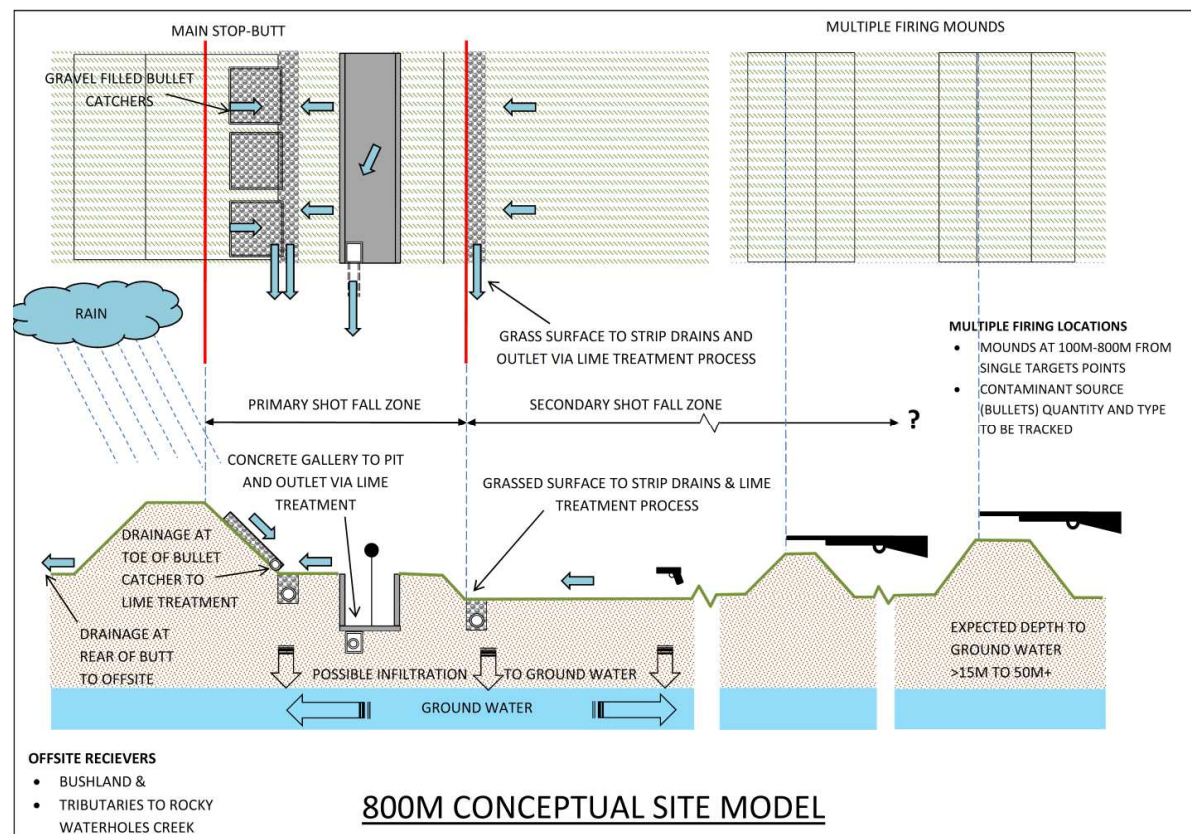 MAIN STOP-BUTT
MULTIPLE FIRING MOUNDS
GRAVEL FILLED BULLET
CATCHERS
RAIN
GRASS SURFACE TO STRIP DRAINS AND
OUTLET VIA LIME TREATMENT PROCESS
MULTIPLE FIRING LOCATIONS
• MOUNDS AT 100M-800M FROM
SINGLE TARGETS POINTS
• CONTAMINANT SOURCE
(BULLETS) QUANTITY AND TYPE
TO BE TRACKED
PRIMARY SHOT FALL ZONE
SECONDARY SHOT FALL ZONE
?
CONCRETE GALLERY TO PIT
AND OUTLET VIA LIME
TREATMENT
GRASSED SURFACE TO STRIP DRAINS & LIME
TREATMENT PROCESS
DRAINAGE AT
TOE OF BULLET
CATCHER TO
LIME TREATMENT
DRAINAGE AT
REAR OF BUTT
TO OFFSITE
EXPECTED DEPTH TO
GROUND WATER
>15M TO 50M+
POSSIBLE INFILTRATION TO GROUND WATER
GROUND WATER
OFFSITE RECIEVERS
• BUSHLAND &
• TRIBUTARIES TO ROCKY
WATERHOLES CREEK
800M CONCEPTUAL SITE MODEL